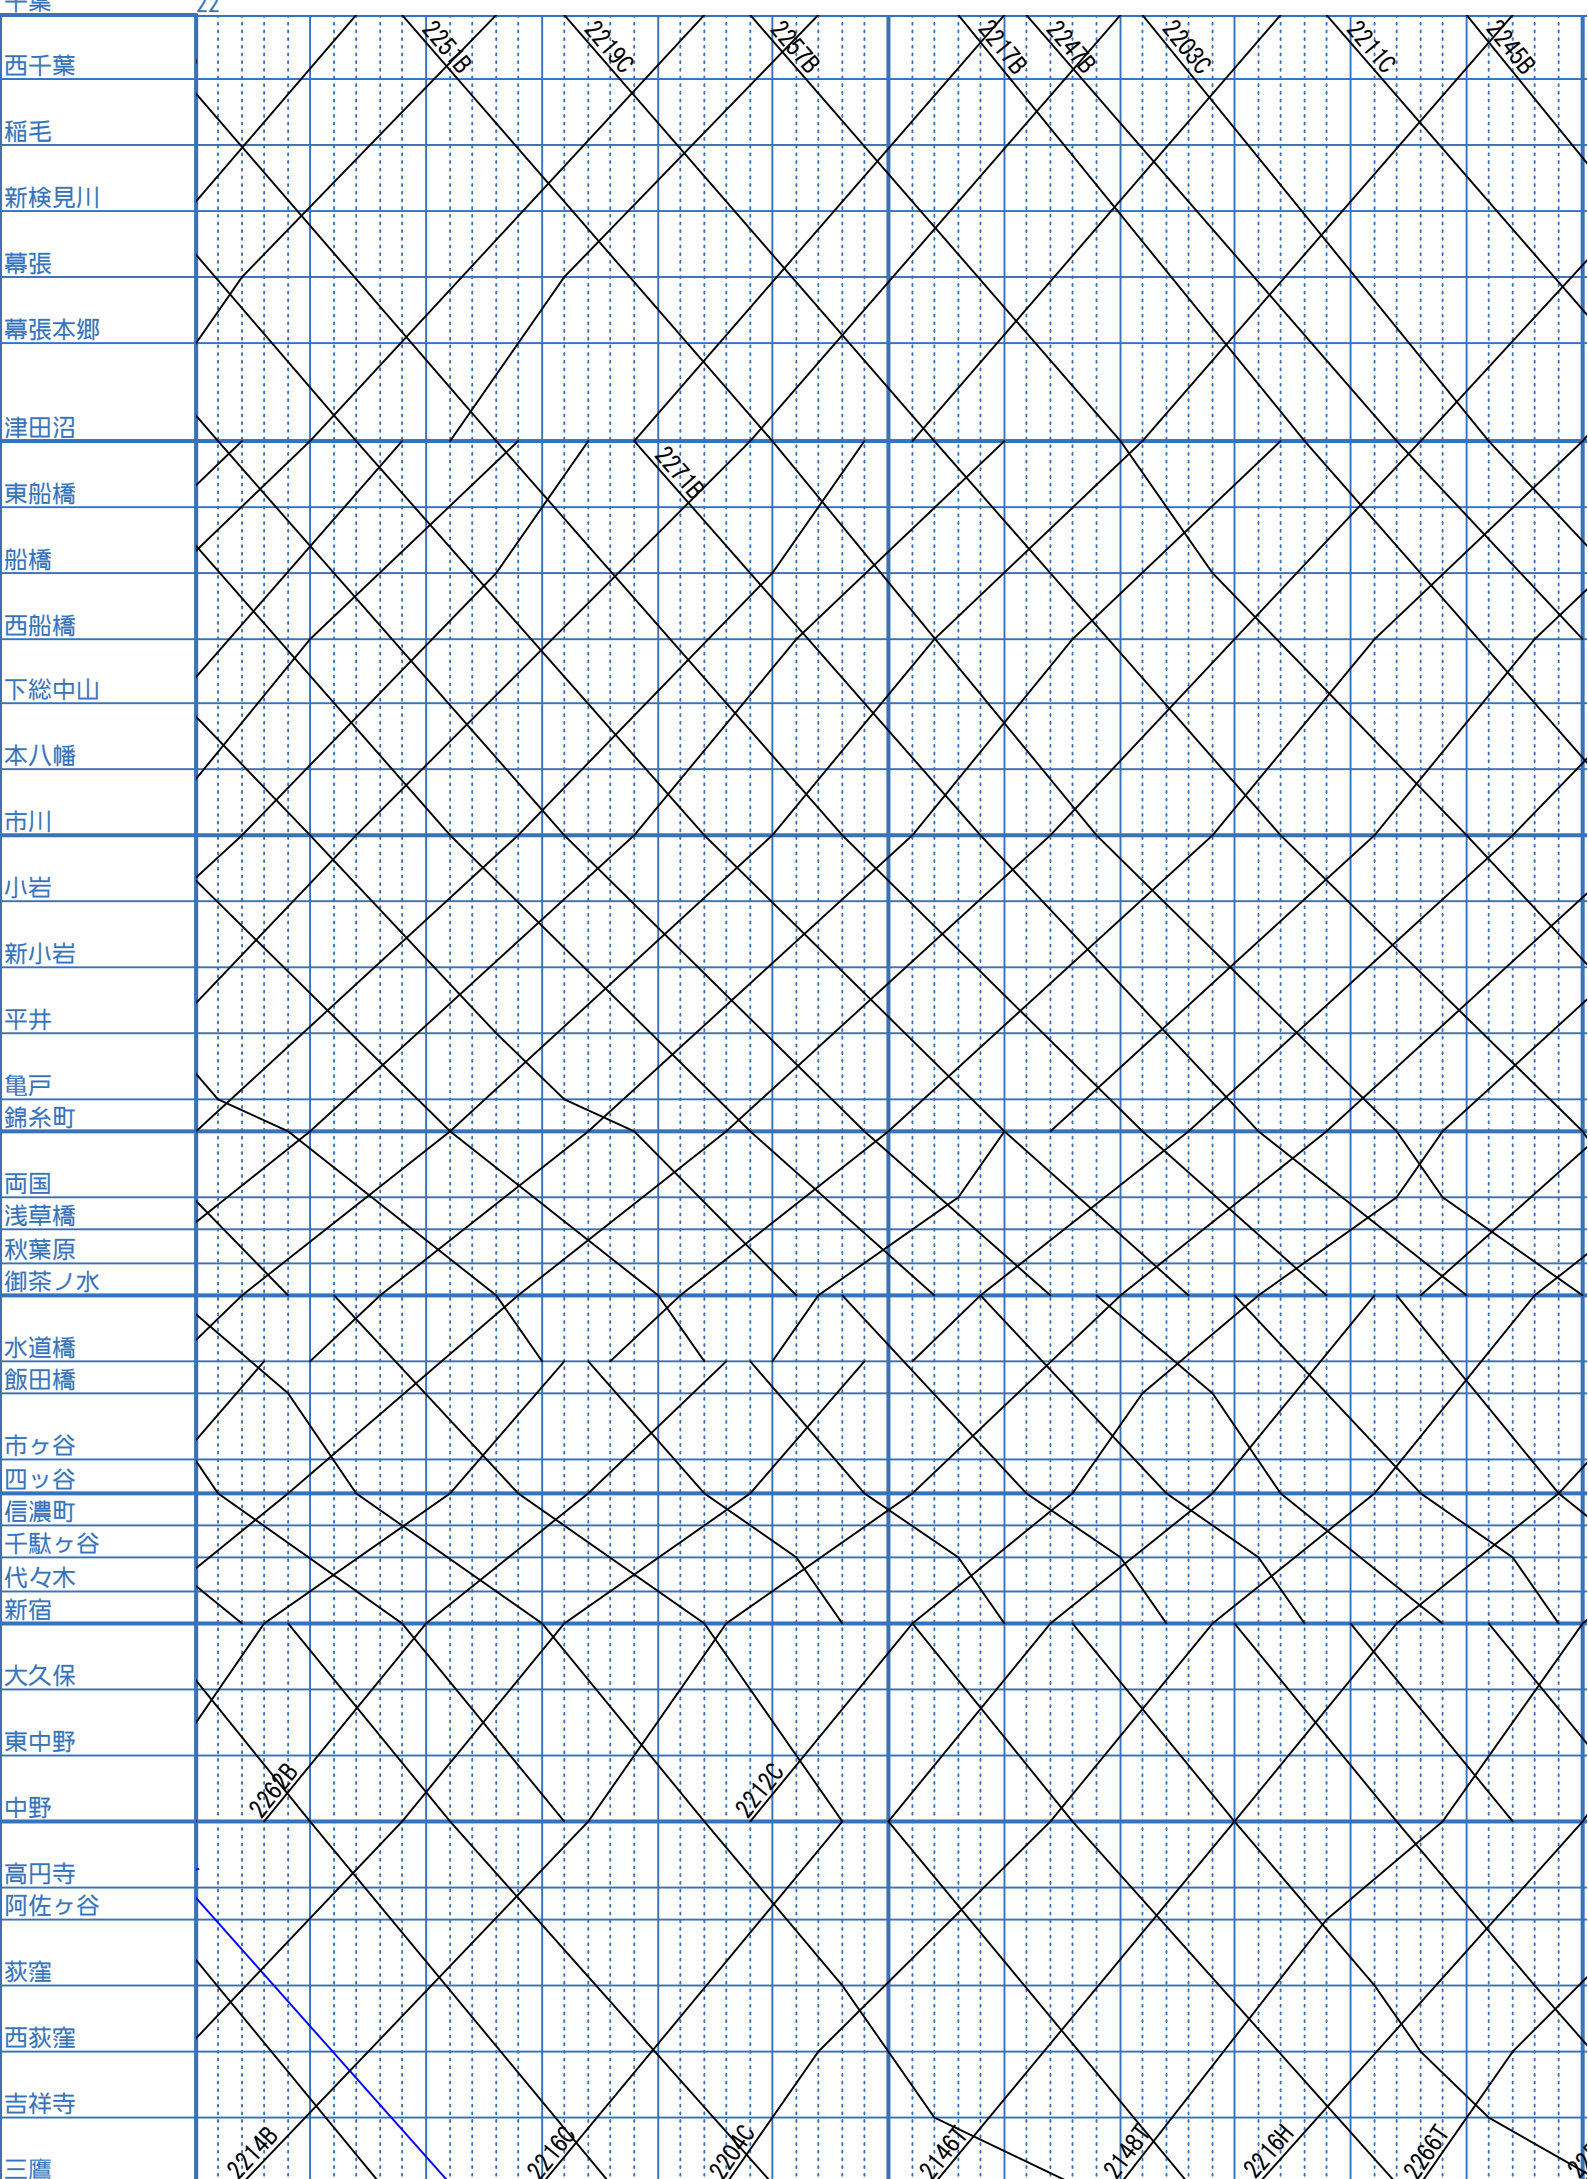 千葉
22
2251B
2219C
2257B
2217B
2247B
2203C
2211C
2245B
西千葉
稲毛
新検見川
幕張
幕張本郷
津田沼
2271B
東船橋
船橋
西船橋
下総中山
本八幡
市川
小岩
新小岩
平井
亀戸
錦糸町
両国
浅草橋
秋葉原
御茶ノ水
水道橋
飯田橋
市ヶ谷
四ッ谷
信濃町
千駄ヶ谷
代々木
新宿
大久保
東中野
2262B
2212C
中野
高円寺
阿佐ヶ谷
荻窪
西荻窪
吉祥寺
2214B
2216C
2204C
2146T
2148T
2216H
2266T
三鷹